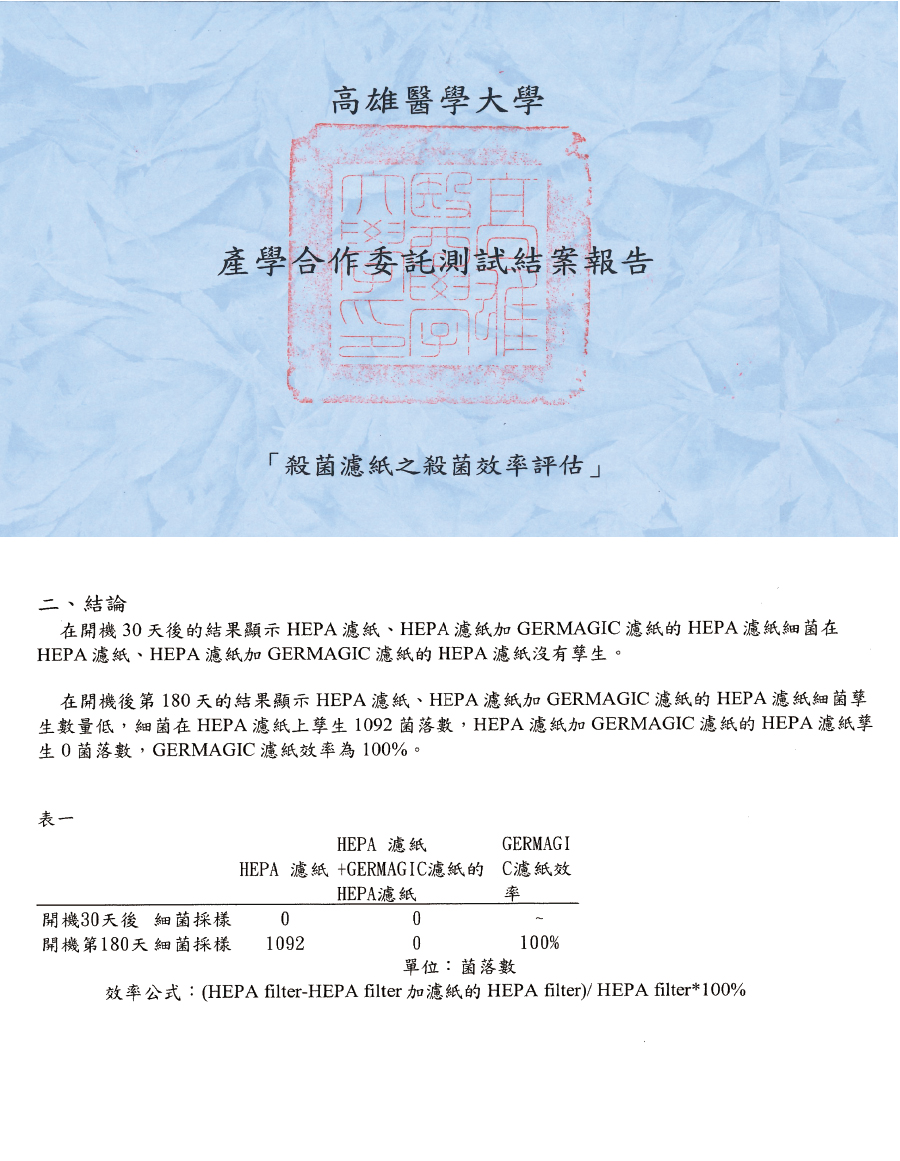 高雄醫學大學
產學合作委託測試結案報告
「殺菌濾紙之殺菌效率評估」
高雄醫學大學印
二、結論
在開機 30 天後的結果顯示 HEPA 濾紙、HEPA 濾紙加 GERMAGIC 濾紙的 HEPA 濾紙細菌在
HEPA 濾紙、HEPA 濾紙加 GERMAGIC 濾紙的 HEPA 濾紙沒有孳生。
在開機後第 180 天的結果顯示 HEPA 濾紙、HEPA 濾紙加 GERMAGIC 濾紙的 HEPA 濾紙細菌孳
生數量低，細菌在 HEPA 濾紙上孳生 1092 菌落數，HEPA 濾紙加 GERMAGIC 濾紙的 HEPA 濾紙孳
生 0 菌落數，GERMAGIC 濾紙效率為 100%。
表一
HEPA 濾紙 GERMAGI
HEPA 濾紙 +GERMAGIC濾紙的 C濾紙效
HEPA濾紙 率
開機30天後 細菌採樣 0 0 ~
開機第180天 細菌採樣 1092 0 100%
單位：菌落數
效率公式：(HEPA filter-HEPA filter 加濾紙的 HEPA filter)/ HEPA filter*100%